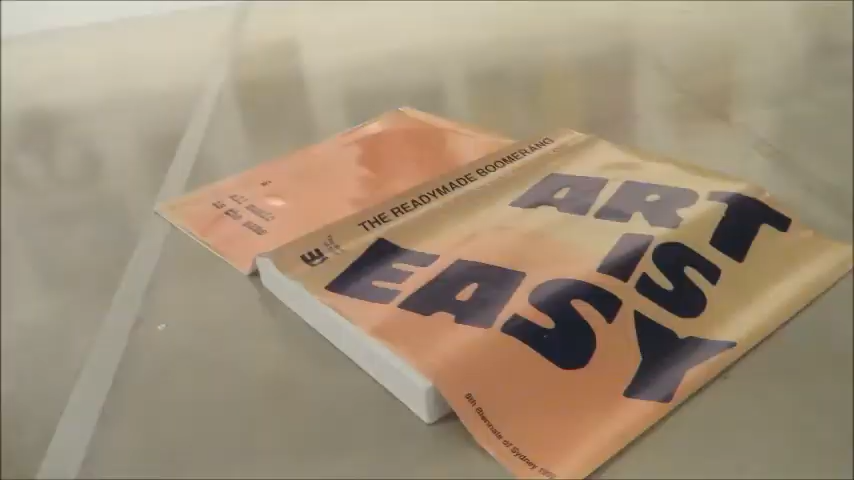 THE READYMADE BOOMERANG
ART
IS
EASY
8th Biennale of Sydney